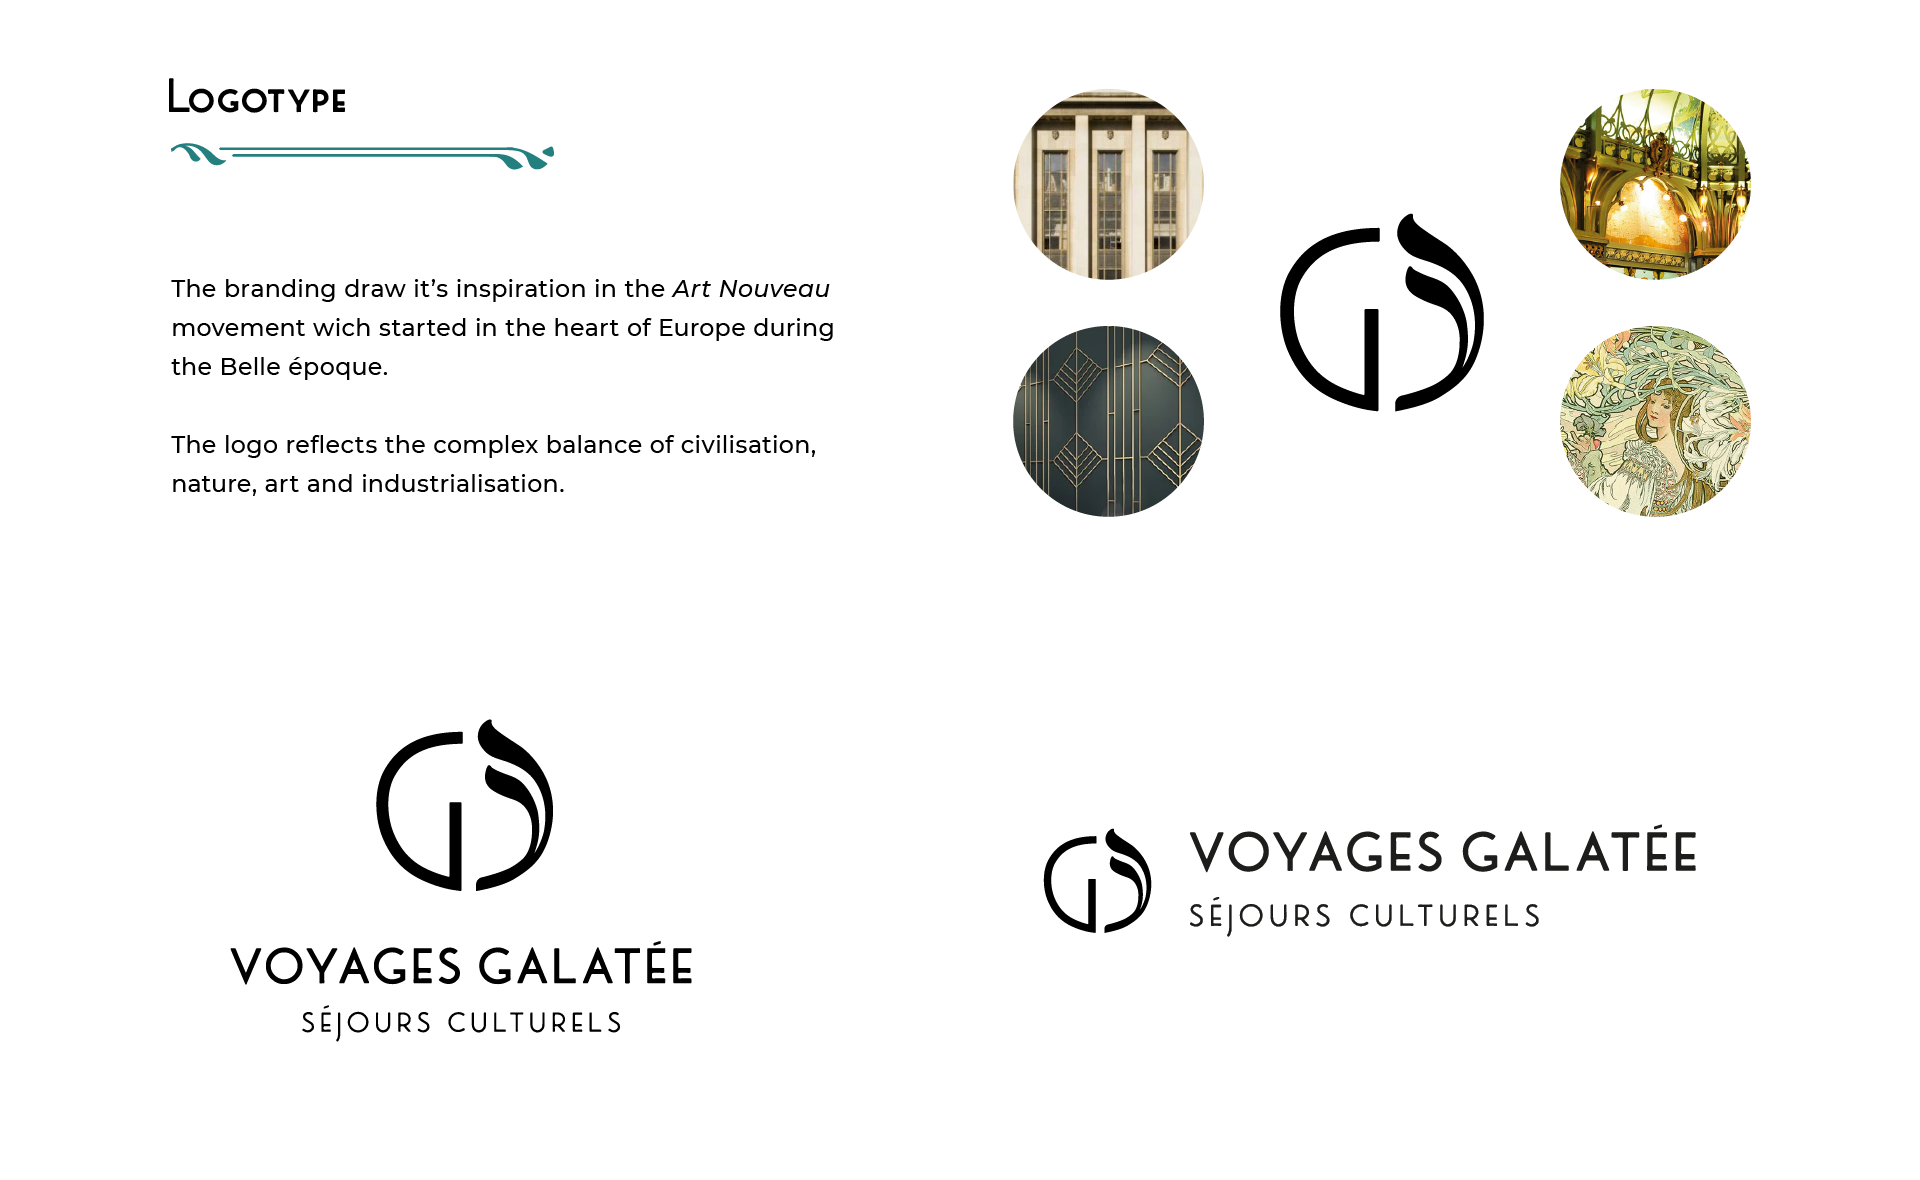 LOGOTYPE
The branding draw it’s inspiration in the Art Nouveau
movement wich started in the heart of Europe during
the Belle époque.
The logo reflects the complex balance of civilisation,
nature, art and industrialisation.
G
G
VOYAGES GALATÉE
SÉJOURS CULTURELS
G
VOYAGES GALATÉE
SÉJOURS CULTURELS